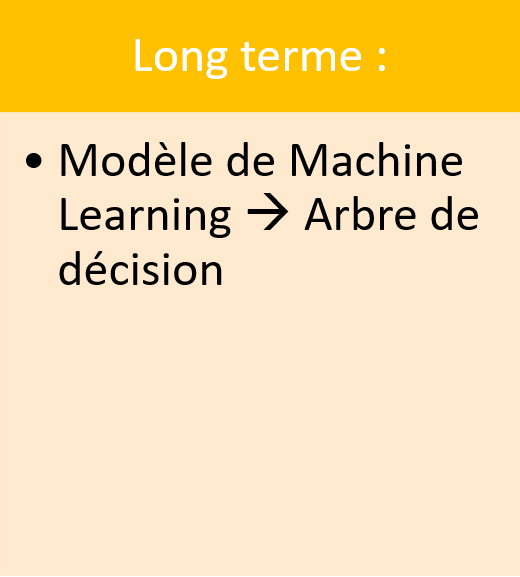 Long terme :
• Modèle de Machine
Learning → Arbre de
décision